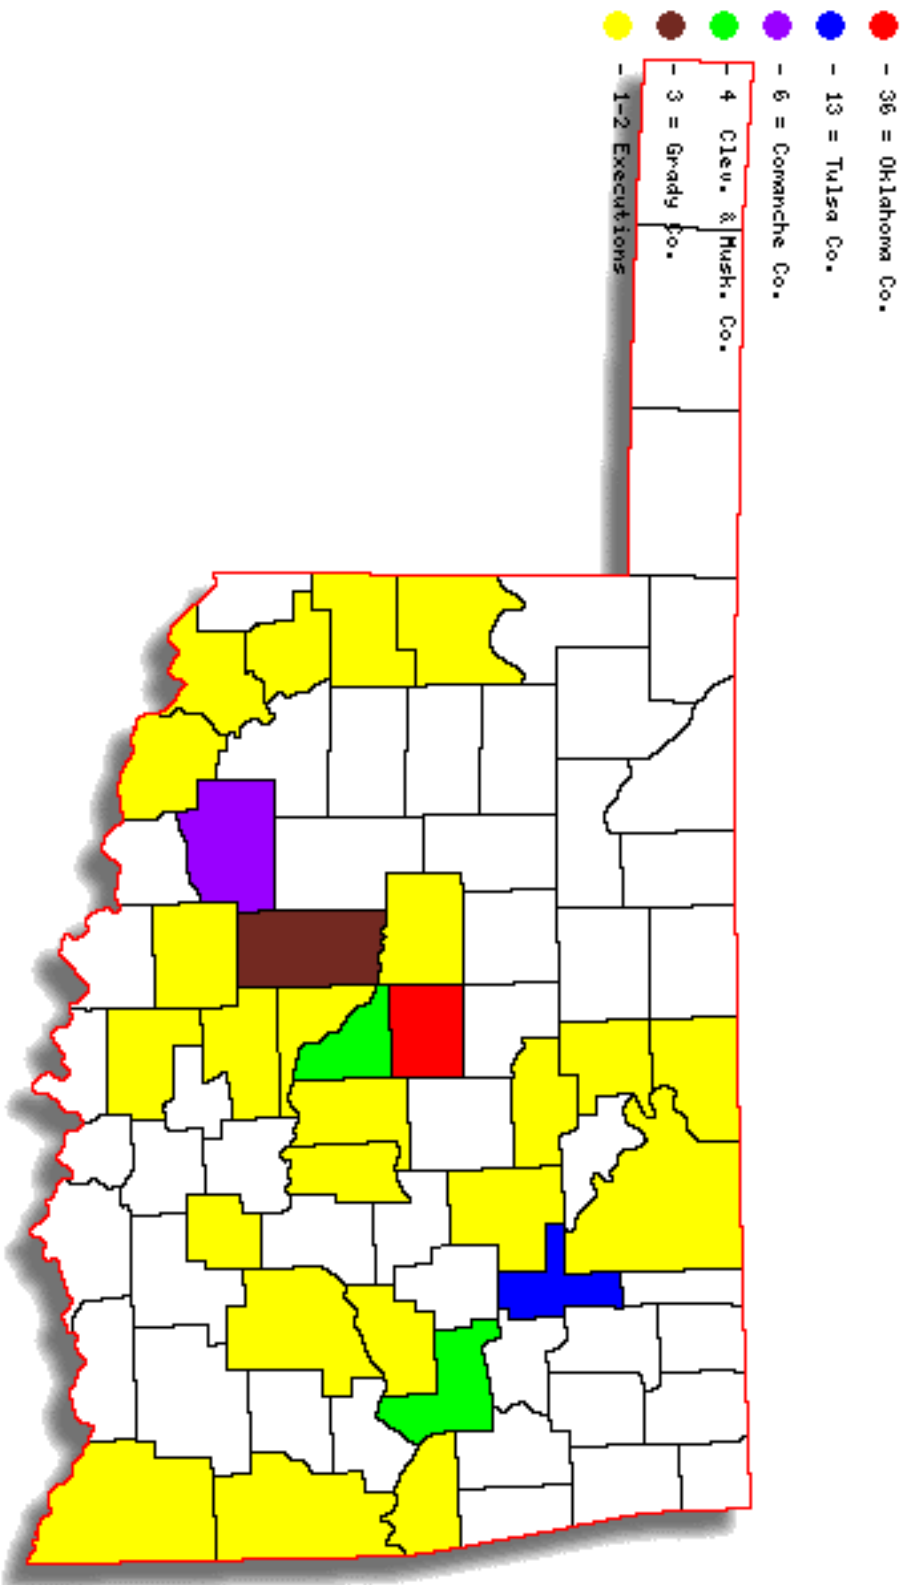 - 36 = Oklahoma Co.
- 13 = Tulsa Co.
- 6 = Comanche Co.
- 4 Clev. & Musk. Co.
- 3 = Grady Co.
- 1-2 Executions